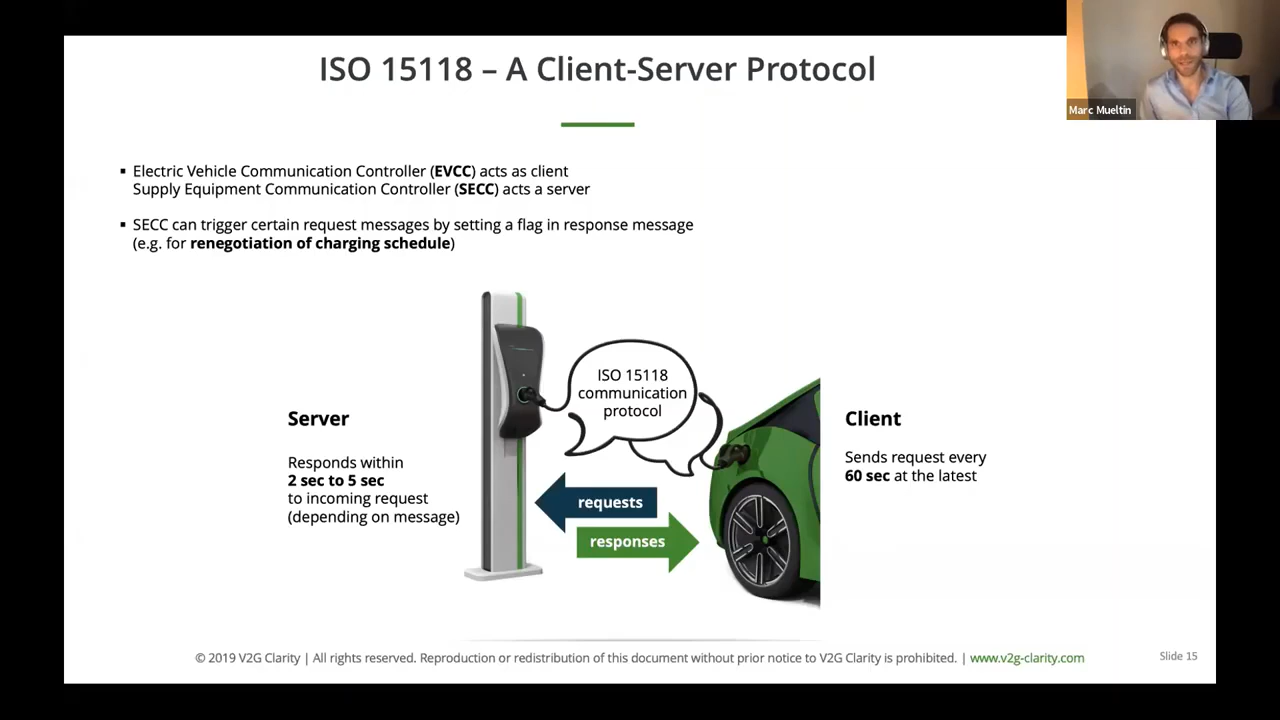 ISO 15118 – A Client-Server Protocol
Marc Mueltin
▪ Electric Vehicle Communication Controller (EVCC) acts as client
Supply Equipment Communication Controller (SECC) acts a server
▪ SECC can trigger certain request messages by setting a flag in response message
(e.g. for renegotiation of charging schedule)
ISO 15118
communication
protocol
Server
Responds within
2 sec to 5 sec
to incoming request
(depending on message)
requests
responses
Client
Sends request every
60 sec at the latest
© 2019 V2G Clarity | All rights reserved. Reproduction or redistribution of this document without prior notice to V2G Clarity is prohibited. | www.v2g-clarity.com
Slide 15